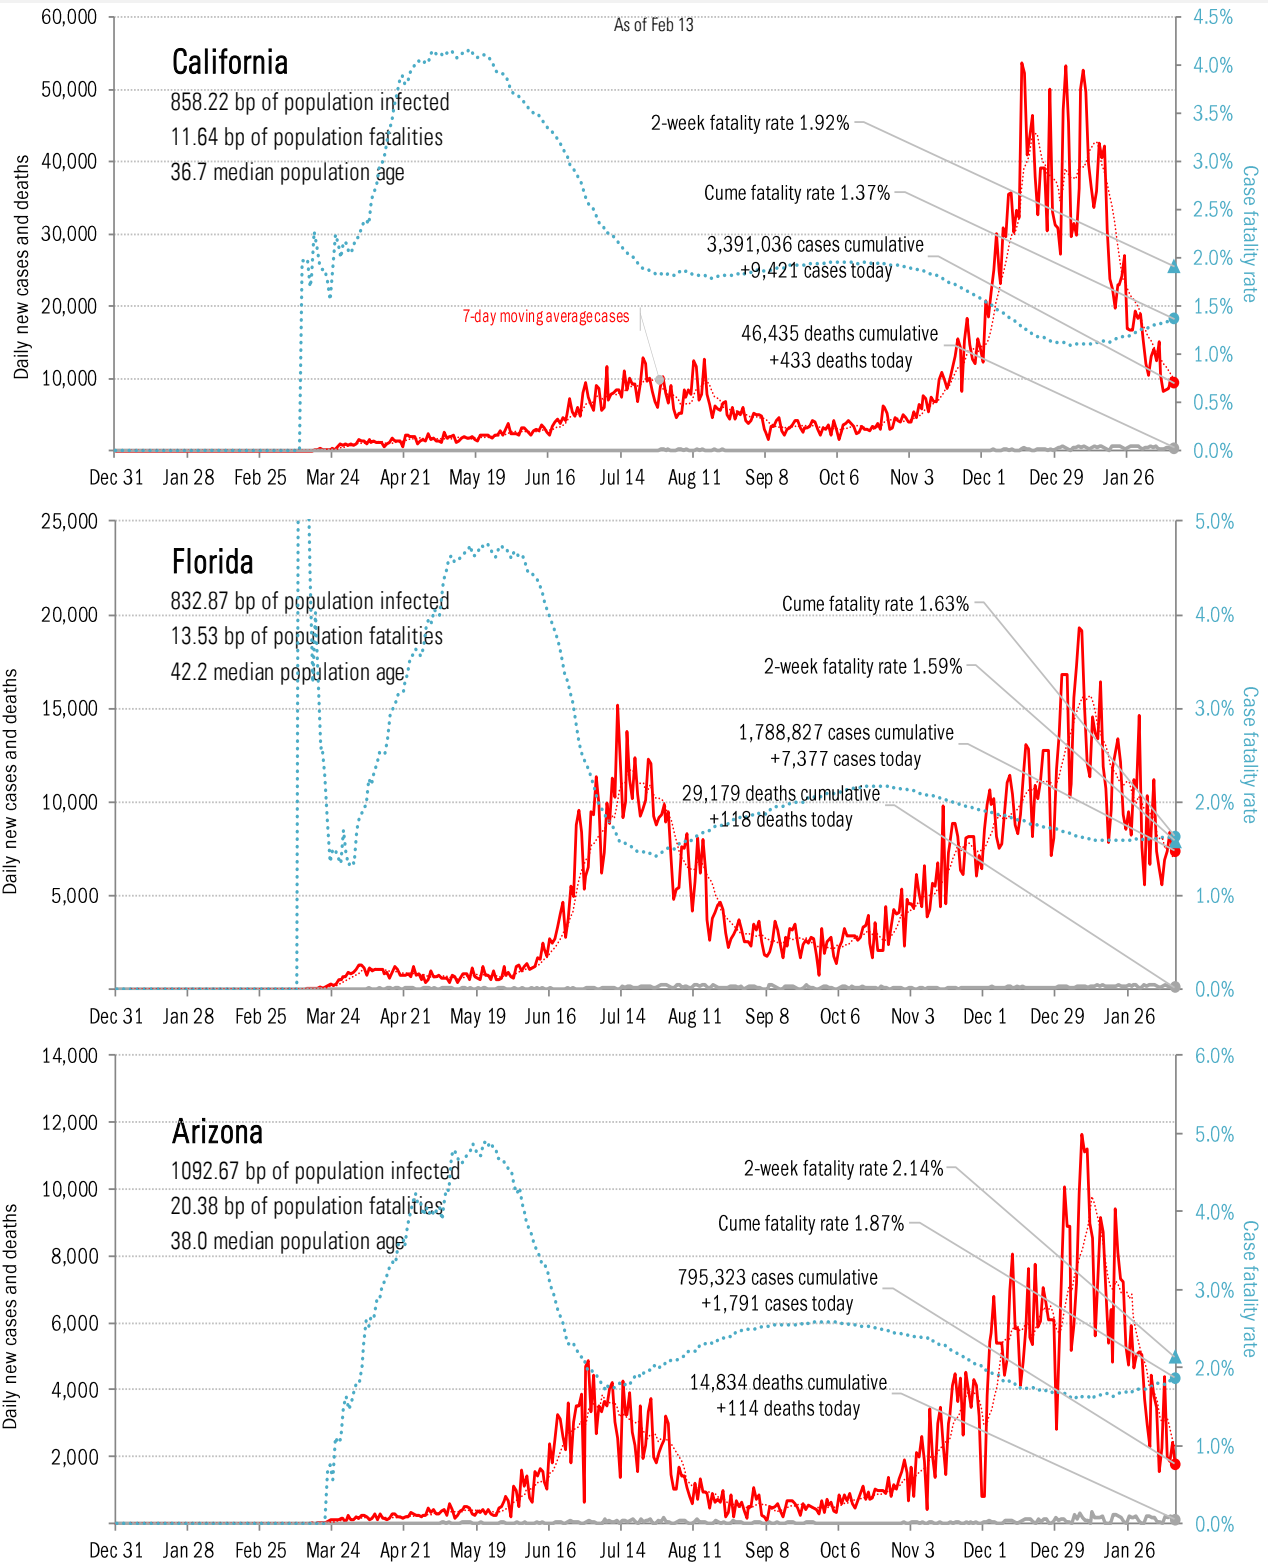 As of Feb 13
California
858.22 bp of population infected
11.64 bp of population fatalities
36.7 median population age
Daily new cases and deaths
Case fatality rate
60,000
50,000
40,000
30,000
20,000
10,000
4.5%
4.0%
3.5%
3.0%
2.5%
2.0%
1.5%
1.0%
0.5%
0.0%
2-week fatality rate 1.92%
Cume fatality rate 1.37%
3,391,036 cases cumulative
+9,421 cases today
7-day moving average cases
46,435 deaths cumulative
+433 deaths today
Dec 31 Jan 28 Feb 25 Mar 24 Apr 21 May 19 Jun 16 Jul 14 Aug 11 Sep 8 Oct 6 Nov 3 Dec 1 Dec 29 Jan 26
Florida
832.87 bp of population infected
13.53 bp of population fatalities
42.2 median population age
Daily new cases and deaths
Case fatality rate
25,000
20,000
15,000
10,000
5,000
5.0%
4.0%
3.0%
2.0%
1.0%
0.0%
Cume fatality rate 1.63%
2-week fatality rate 1.59%
1,788,827 cases cumulative
+7,377 cases today
29,179 deaths cumulative
+118 deaths today
Dec 31 Jan 28 Feb 25 Mar 24 Apr 21 May 19 Jun 16 Jul 14 Aug 11 Sep 8 Oct 6 Nov 3 Dec 1 Dec 29 Jan 26
Arizona
1092.67 bp of population infected
20.38 bp of population fatalities
38.0 median population age
Daily new cases and deaths
Case fatality rate
14,000
12,000
10,000
8,000
6,000
4,000
2,000
6.0%
5.0%
4.0%
3.0%
2.0%
1.0%
0.0%
2-week fatality rate 2.14%
Cume fatality rate 1.87%
795,323 cases cumulative
+1,791 cases today
14,834 deaths cumulative
+114 deaths today
Dec 31 Jan 28 Feb 25 Mar 24 Apr 21 May 19 Jun 16 Jul 14 Aug 11 Sep 8 Oct 6 Nov 3 Dec 1 Dec 29 Jan 26